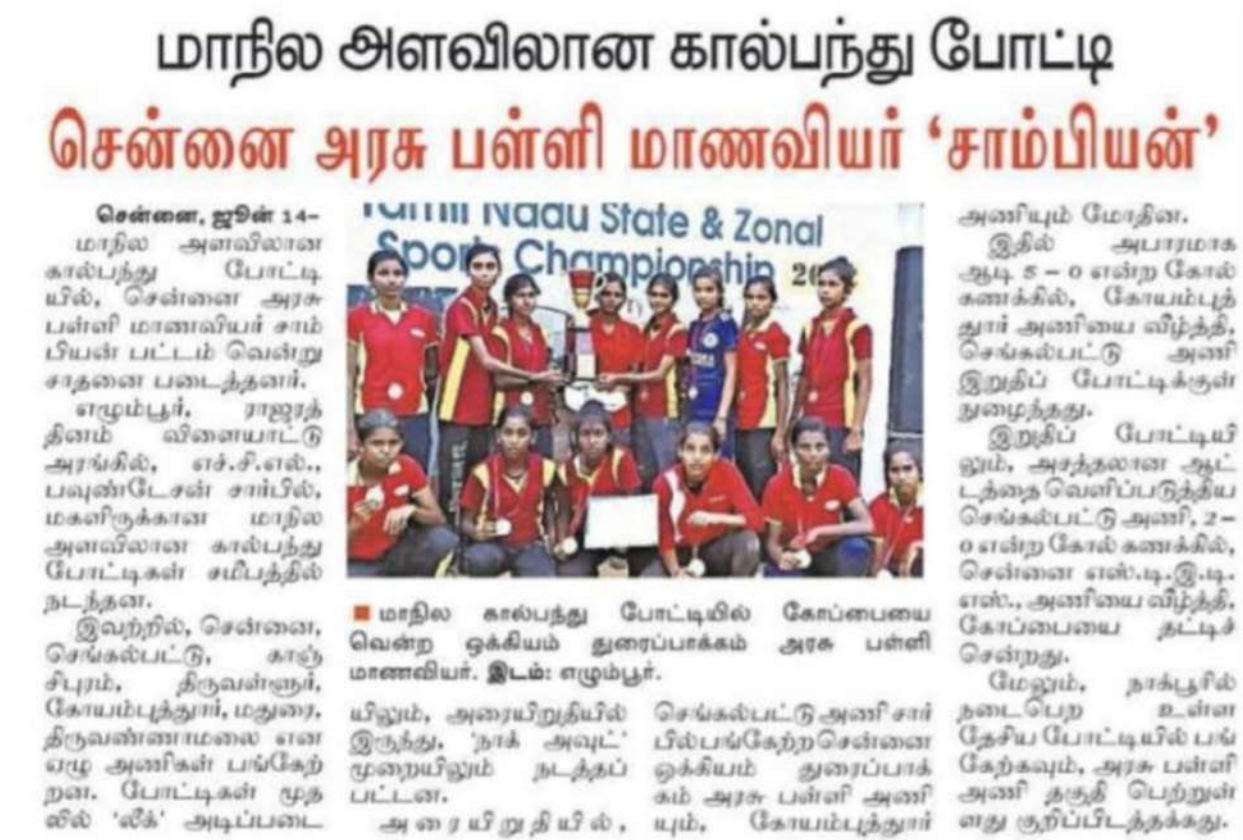 மாநில அளவிலான கால்பந்து போட்டி
சென்னை அரசு பள்ளி மாணவியர் ‘சாம்பியன்’
சென்னை, ஜூன் 14–
மாநில அளவிலான
கால்பந்து போட்டி
யில், சென்னை அரசு
பள்ளி மாணவியர் சாம்
பியன் பட்டம் வென்று
சாதனை படைத்தனர்.
எழும்பூர், ராஜரத்
தினம் விளையாட்டு
அரங்கில், எச்.சி.எல்.,
பவுண்டேசன் சார்பில்,
மகளிருக்கான மாநில
அளவிலான கால்பந்து
போட்டிகள் சமீபத்தில்
நடந்தன.
இவற்றில், சென்னை,
செங்கல்பட்டு, காஞ்
சிபுரம், திருவள்ளூர்,
கோயம்புத்தூர், மதுரை,
திருவண்ணாமலை என
ஏழு அணிகள் பங்கேற்
றன. போட்டிகள் முத
லில் ‘லீக்’ அடிப்படை
Tamil Nadu State & Zonal
Sports Championship
■ மாநில கால்பந்து போட்டியில் கோப்பையை
வென்ற ஒக்கியம் துரைப்பாக்கம் அரசு பள்ளி
மாணவியர். இடம்: எழும்பூர்.
யிலும், அரையிறுதியில்
இருந்து, ‘நாக் அவுட்’
முறையிலும் நடத்தப்
பட்டன.
அரையிறுதியில்,
செங்கல்பட்டு அணி சார்
பில் பங்கேற்ற சென்னை
ஒக்கியம் துரைப்பாக்
கம் அரசு பள்ளி அணி
யும், கோயம்புத்தூர்
அணியும் மோதின.
இதில் அபாரமாக
ஆடி 5 – 0 என்ற கோல்
கணக்கில், கோயம்புத்
தூர் அணியை வீழ்த்தி,
செங்கல்பட்டு அணி
இறுதிப் போட்டிக்குள்
நுழைந்தது.
இறுதிப் போட்டியி
லும், அசத்தலான ஆட்
டத்தை வெளிப்படுத்திய
செங்கல்பட்டு அணி, 2–
0 என்ற கோல் கணக்கில்,
சென்னை எஸ்.டி.இ.டி.
எஸ்., அணியை வீழ்த்தி,
கோப்பையை தட்டிச்
சென்றது.
மேலும், நாக்பூரில்
நடைபெற உள்ள
தேசிய போட்டியில் பங்
கேற்கவும், அரசு பள்ளி
அணி தகுதி பெற்றுள்
ளது குறிப்பிடத்தக்கது.